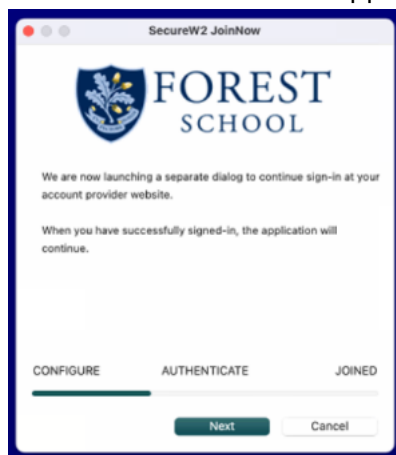 SecureW2 JoinNow
FOREST
SCHOOL
We are now launching a separate dialog to continue sign-in at your
account provider website.
When you have successfully signed-in, the application will
continue.
CONFIGURE AUTHENTICATE JOINED
Next Cancel